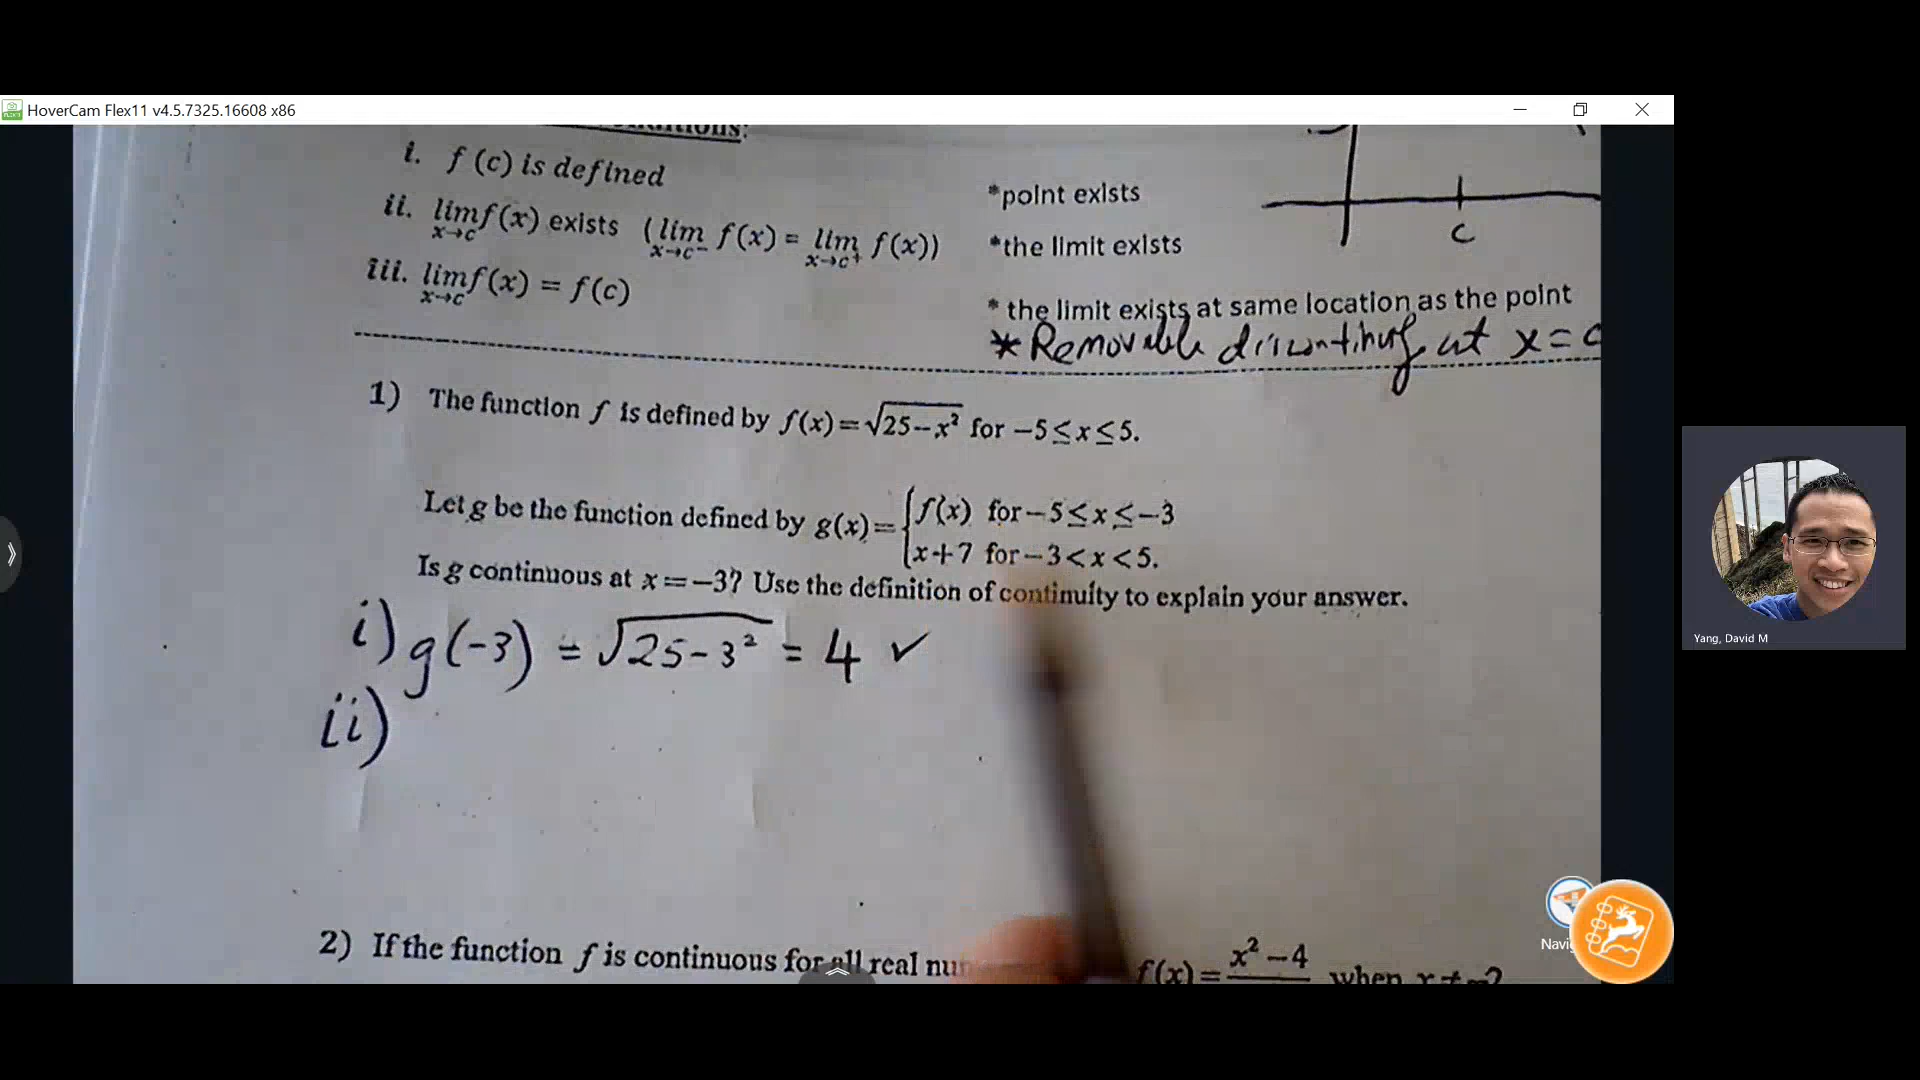 HoverCam Flex11 v4.5.7325.16608 x86
i. f (c) is defined
*point exists
ii. lim x→c f(x) exists (lim x→c⁻ f(x) = lim x→c⁺ f(x))
*the limit exists
c
iii. lim x→c f(x) = f(c)
* the limit exists at same location as the point
* Removable discontinuity at x = c
1) The function f is defined by f(x)=√25−x² for −5≤x≤5.
Let g be the function defined by g(x)={f(x) for −5≤x≤−3
x+7 for −3<x<5.
Is g continuous at x=−3? Use the definition of continuity to explain your answer.
i) g(-3) = √25-3² = 4 ✓
ii)
2) If the function f is continuous for all real f(x)= x²−4 when
Yang, David M